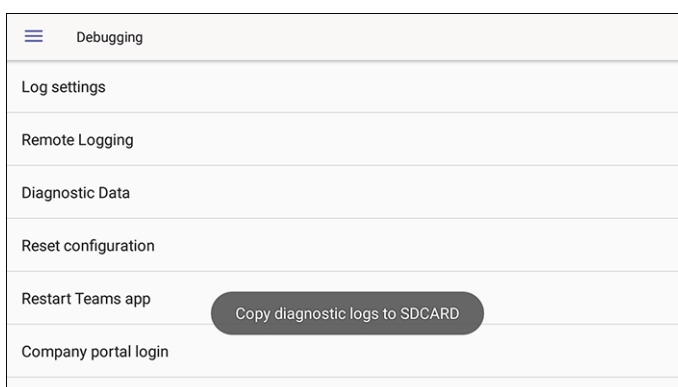 Debugging
Log settings
Remote Logging
Diagnostic Data
Reset configuration
Restart Teams app
Copy diagnostic logs to SDCARD
Company portal login